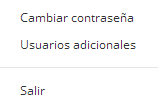 Cambiar contraseña
Usuarios adicionales
Salir